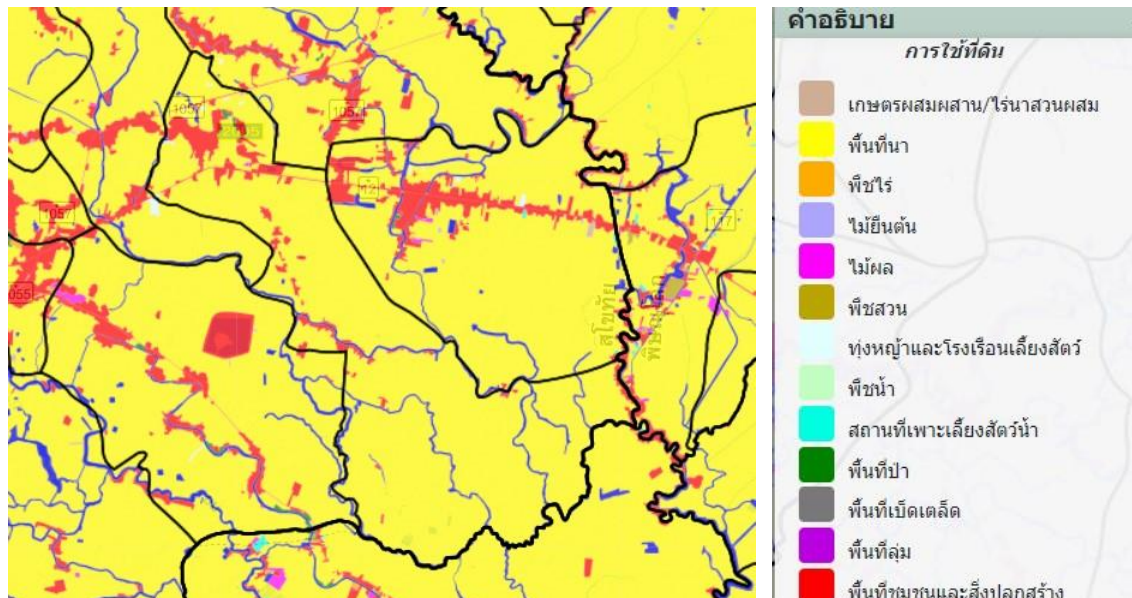 1057
1057
12
1057
117
1055
สุโขทัย
พิษณุโลก
คำอธิบาย
การใช้ที่ดิน
เกษตรผสมผสาน/ไร่นาสวนผสม
พื้นที่นา
พืชไร่
ไม้ยืนต้น
ไม้ผล
พืชสวน
ทุ่งหญ้าและโรงเรือนเลี้ยงสัตว์
พืชน้ำ
สถานที่เพาะเลี้ยงสัตว์น้ำ
พื้นที่ป่า
พื้นที่เบ็ดเตล็ด
พื้นที่ลุ่ม
พื้นที่ชุมชนและสิ่งปลูกสร้าง